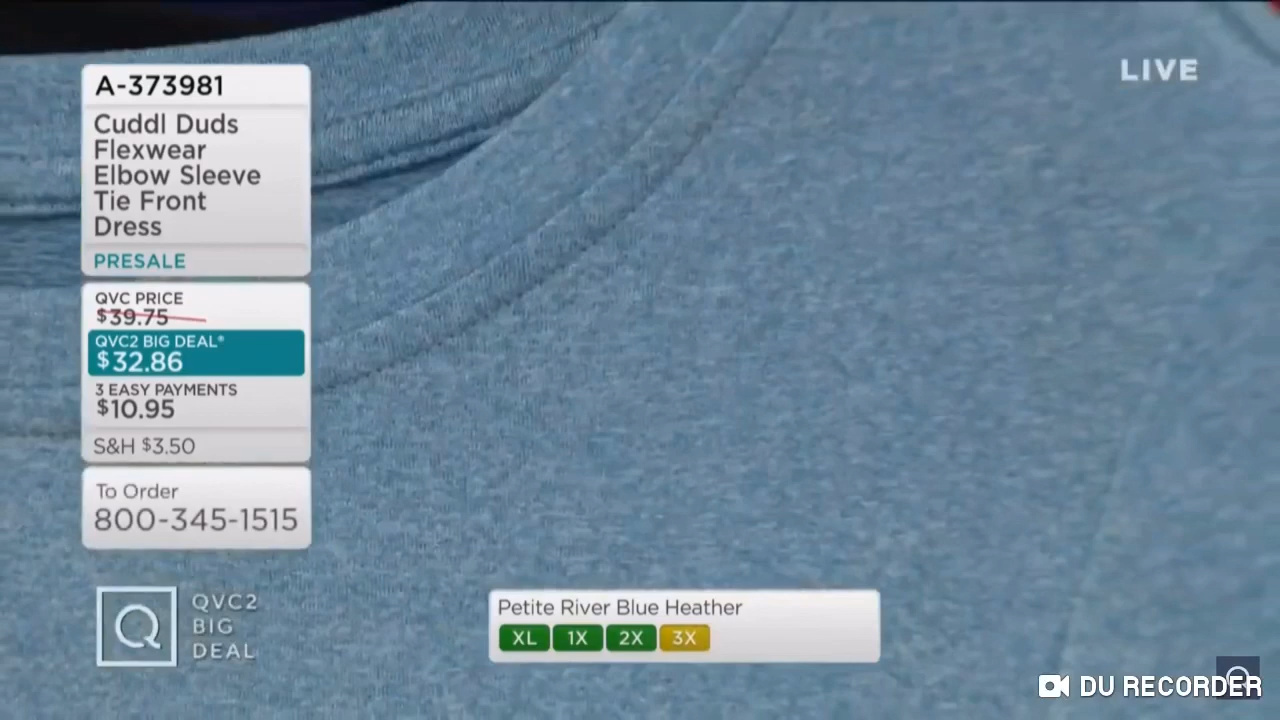 A-373981
Cuddl Duds
Flexwear
Elbow Sleeve
Tie Front
Dress
PRESALE
QVC PRICE
$39.75
QVC2 BIG DEAL®
$32.86
3 EASY PAYMENTS
$10.95
S&H $3.50
To Order
800-345-1515
Q
QVC2
BIG
DEAL
LIVE
Petite River Blue Heather
XL 1X 2X 3X
Q
DU RECORDER